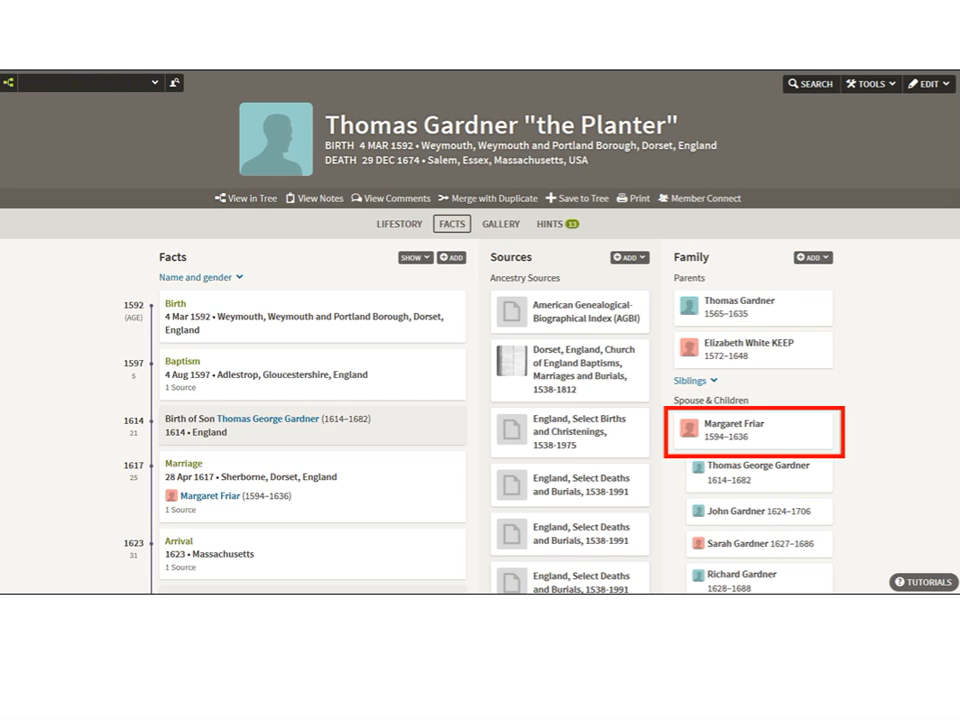 SEARCH TOOLS EDIT
Thomas Gardner "the Planter"
BIRTH 4 MAR 1592 • Weymouth, Weymouth and Portland Borough, Dorset, England
DEATH 29 DEC 1674 • Salem, Essex, Massachusetts, USA
View in Tree View Notes View Comments Merge with Duplicate Save to Tree Print Member Connect
LIFESTORY FACTS GALLERY HINTS 13
Facts
SHOW ADD
Name and gender
1592
(AGE)
Birth
4 Mar 1592 • Weymouth, Weymouth and Portland Borough, Dorset,
England
1597
5
Baptism
4 Aug 1597 • Adlestrop, Gloucestershire, England
1 Source
1614
21
Birth of Son Thomas George Gardner (1614–1682)
1614 • England
1617
25
Marriage
28 Apr 1617 • Sherborne, Dorset, England
Margaret Friar (1594–1636)
1 Source
1623
31
Arrival
1623 • Massachusetts
1 Source
Sources
ADD
Ancestry Sources
American Genealogical-
Biographical Index (AGBI)
Dorset, England, Church
of England Baptisms,
Marriages and Burials,
1538-1812
England, Select Births
and Christenings,
1538-1975
England, Select Deaths
and Burials, 1538-1991
England, Select Deaths
and Burials, 1538-1991
England, Select Deaths
and Burials, 1538-1991
Family
ADD
Parents
Thomas Gardner
1565–1635
Elizabeth White KEEP
1572–1648
Siblings
Spouse & Children
Margaret Friar
1594–1636
Thomas George Gardner
1614–1682
John Gardner 1624–1706
Sarah Gardner 1627–1686
Richard Gardner
1628–1688
TUTORIALS